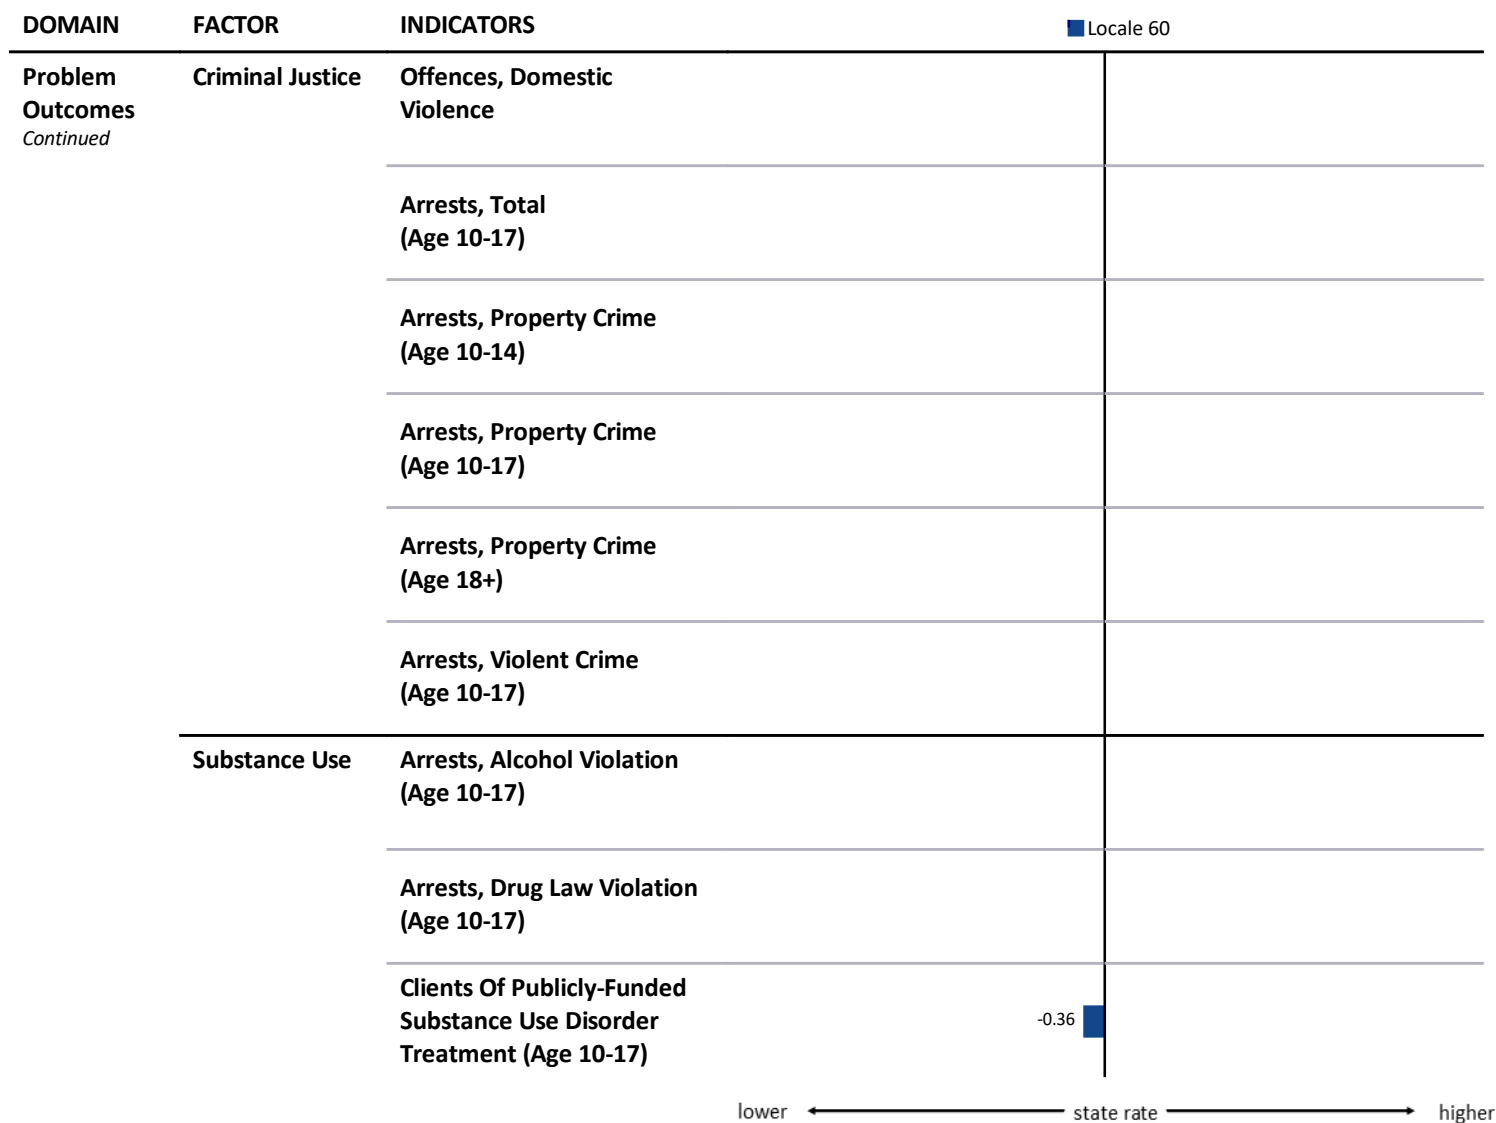 DOMAIN FACTOR INDICATORS Locale 60
Problem Criminal Justice Offences, Domestic
Outcomes Violence
Continued
Arrests, Total
(Age 10-17)
Arrests, Property Crime
(Age 10-14)
Arrests, Property Crime
(Age 10-17)
Arrests, Property Crime
(Age 18+)
Arrests, Violent Crime
(Age 10-17)
Substance Use Arrests, Alcohol Violation
(Age 10-17)
Arrests, Drug Law Violation
(Age 10-17)
Clients Of Publicly-Funded
Substance Use Disorder -0.36
Treatment (Age 10-17)
lower state rate higher